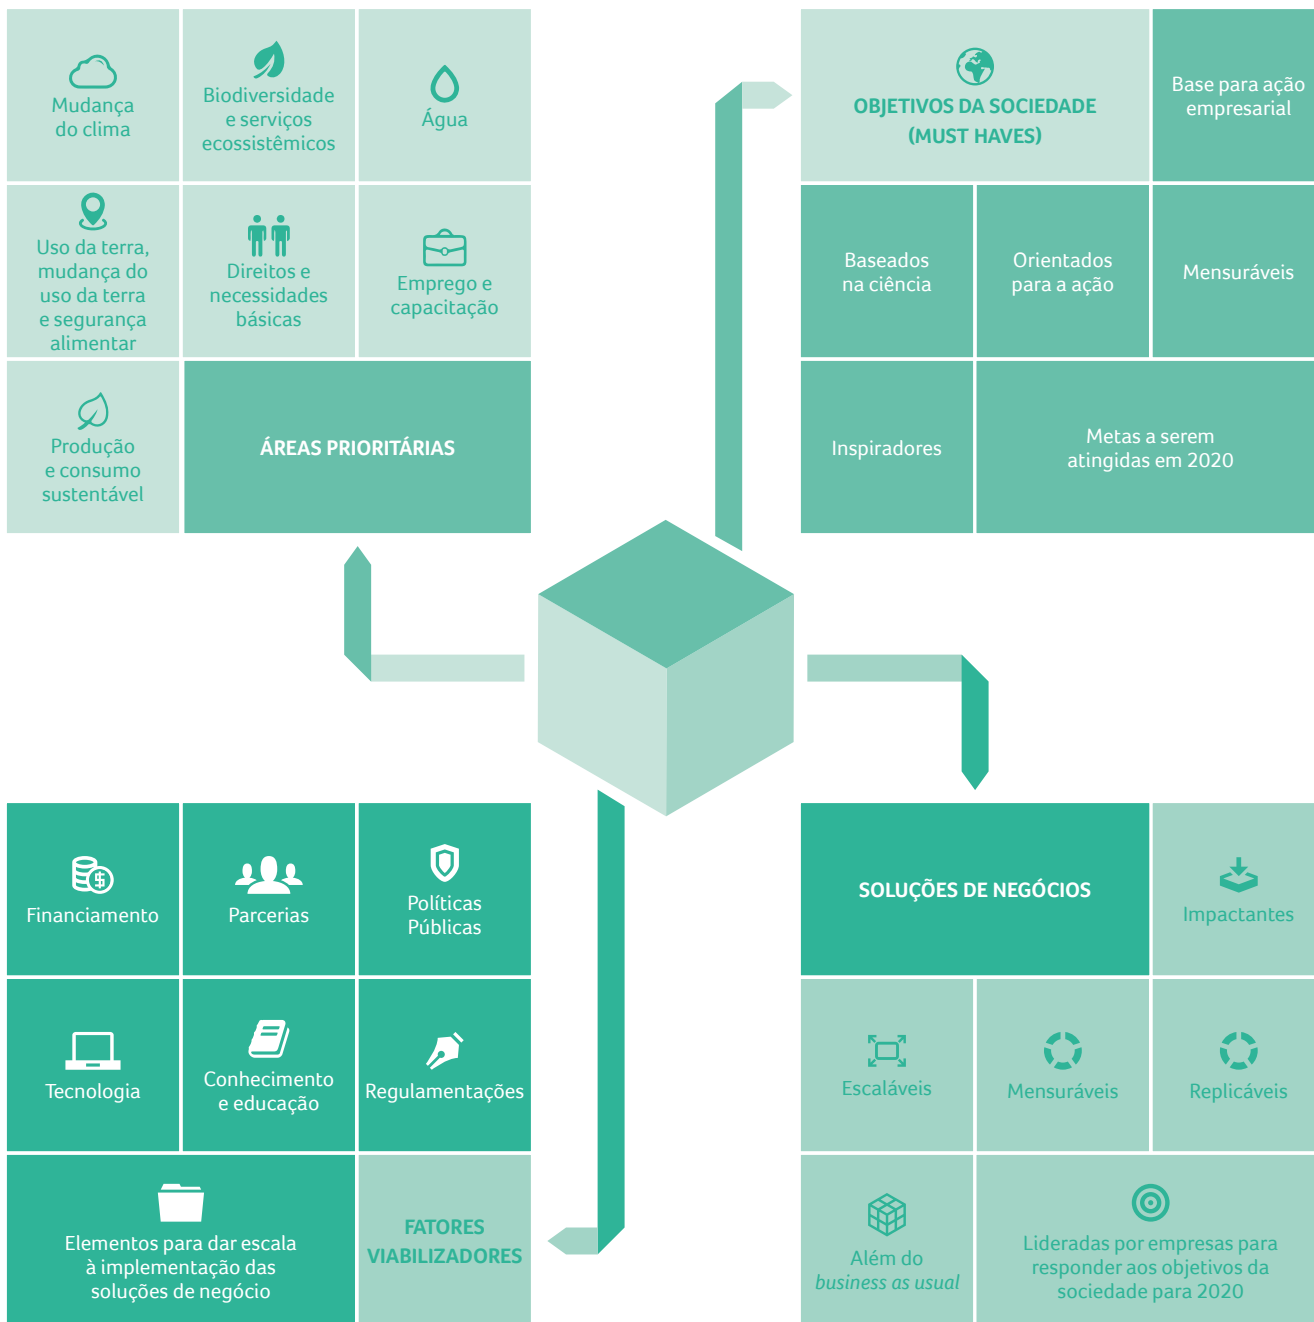 Mudança
do clima
Biodiversidade
e serviços
ecossistêmicos
Água
Uso da terra,
mudança do
uso da terra
e segurança
alimentar
Direitos e
necessidades
básicas
Emprego e
capacitação
Produção
e consumo
sustentável
ÁREAS PRIORITÁRIAS
OBJETIVOS DA SOCIEDADE
(MUST HAVES)
Base para ação
empresarial
Baseados
na ciência
Orientados
para a ação
Mensuráveis
Inspiradores
Metas a serem
atingidas em 2020
Financiamento
Parcerias
Políticas
Públicas
Tecnologia
Conhecimento
e educação
Regulamentações
Elementos para dar escala
à implementação das
soluções de negócio
FATORES
VIABILIZADORES
SOLUÇÕES DE NEGÓCIOS
Impactantes
Escaláveis
Mensuráveis
Replicáveis
Além do
business as usual
Lideradas por empresas para
responder aos objetivos da
sociedade para 2020